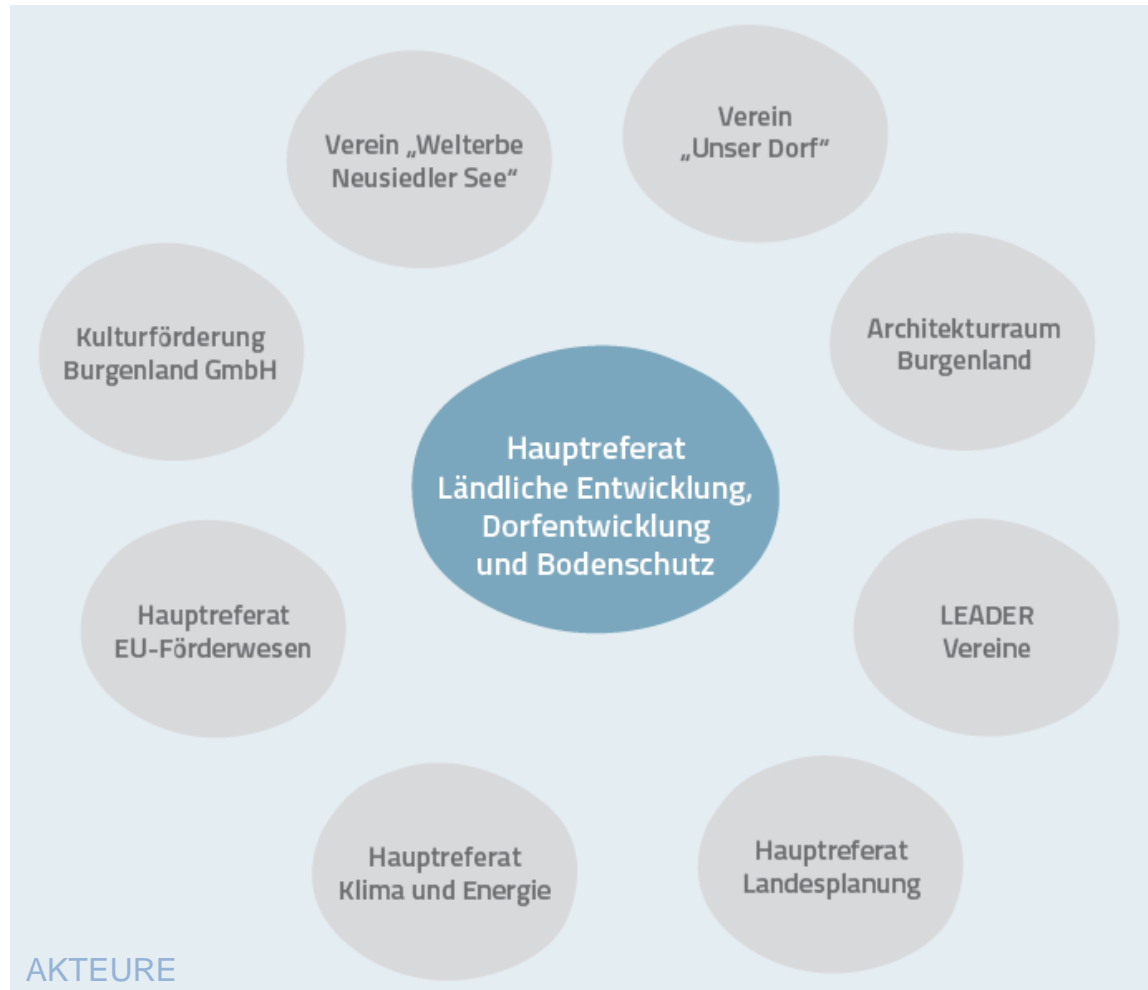 Verein „Welterbe
Neusiedler See“
Verein
„Unser Dorf“
Kulturförderung
Burgenland GmbH
Architekturraum
Burgenland
Hauptreferat
Ländliche Entwicklung,
Dorfentwicklung
und Bodenschutz
Hauptreferat
EU-Förderwesen
LEADER
Vereine
Hauptreferat
Klima und Energie
Hauptreferat
Landesplanung
AKTEURE